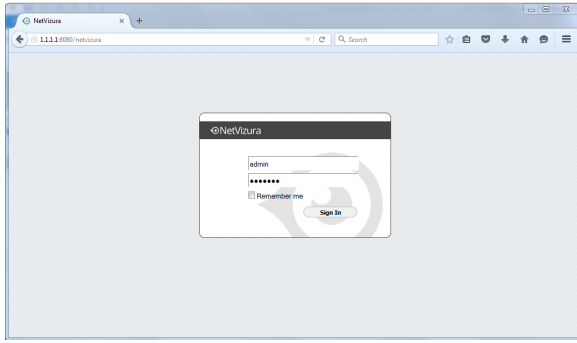 NetVizura
1.1.1.1:8080/netvizura
Search
NetVizura
admin
Remember me
Sign In